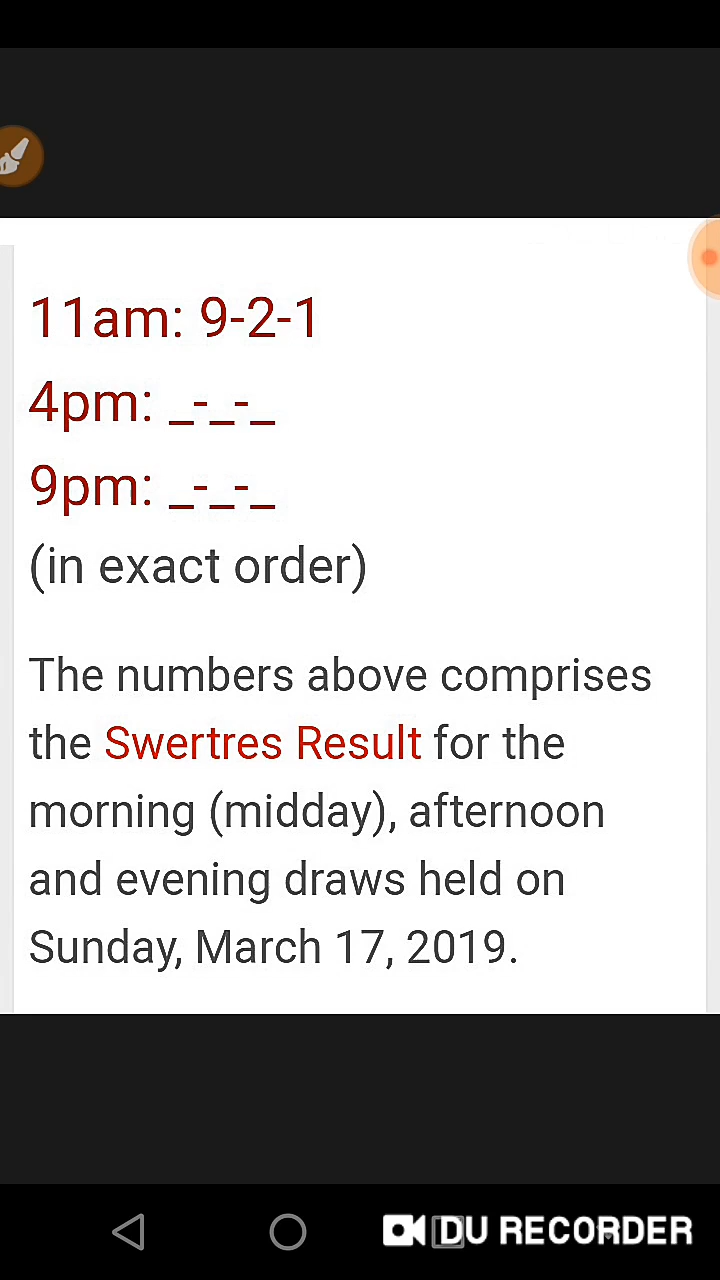 11am: 9-2-1
4pm: _-_-_
9pm: _-_-_
(in exact order)
The numbers above comprises
the Swertres Result for the
morning (midday), afternoon
and evening draws held on
Sunday, March 17, 2019.
DU RECORDER